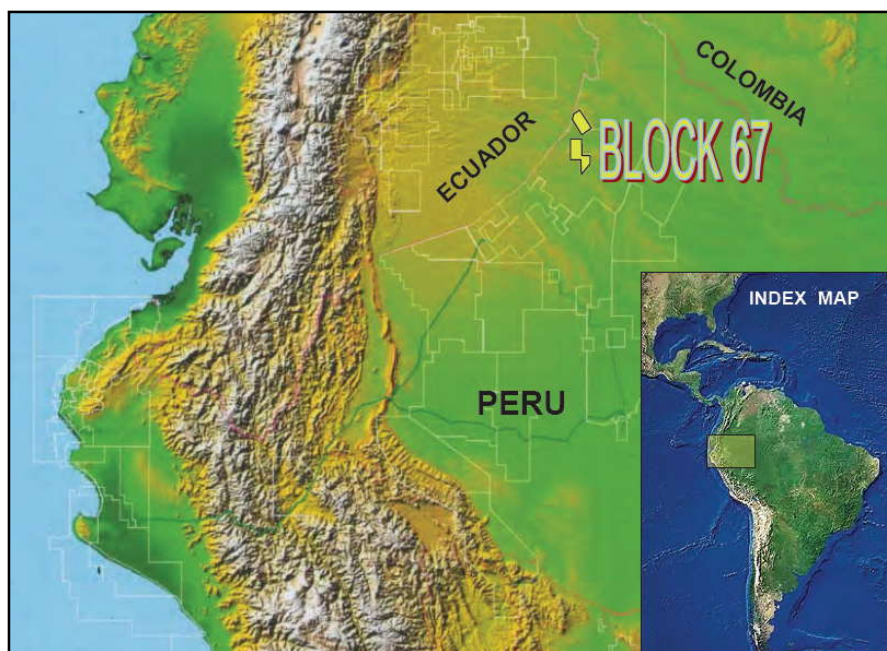 COLOMBIA
ECUADOR
BLOCK 67
INDEX MAP
PERU